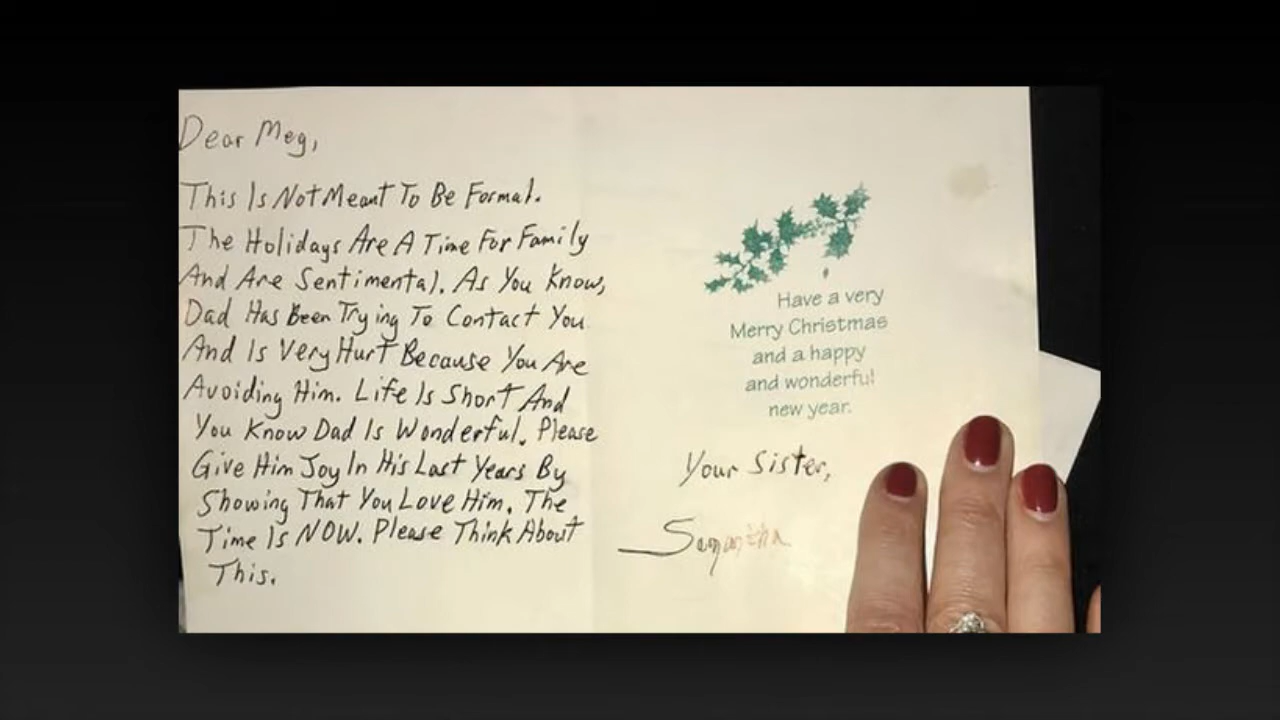 Dear Meg,
This Is Not Meant To Be Formal.
The Holidays Are A Time For Family
And Are Sentimental. As You Know,
Dad Has Been Trying To Contact You
And Is Very Hurt Because You Are
Avoiding Him. Life Is Short And
You Know Dad Is Wonderful. Please
Give Him Joy In His Last Years By
Showing That You Love Him. The
Time Is NOW. Please Think About
This.
Have a very
Merry Christmas
and a happy
and wonderful
new year.
Your Sister,
Samantha